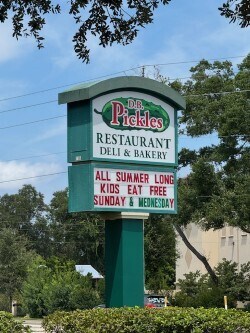 D.B.
Pickles
RESTAURANT
DELI & BAKERY
ALL SUMMER LONG
KIDS EAT FREE
SUNDAY & WEDNESDAY